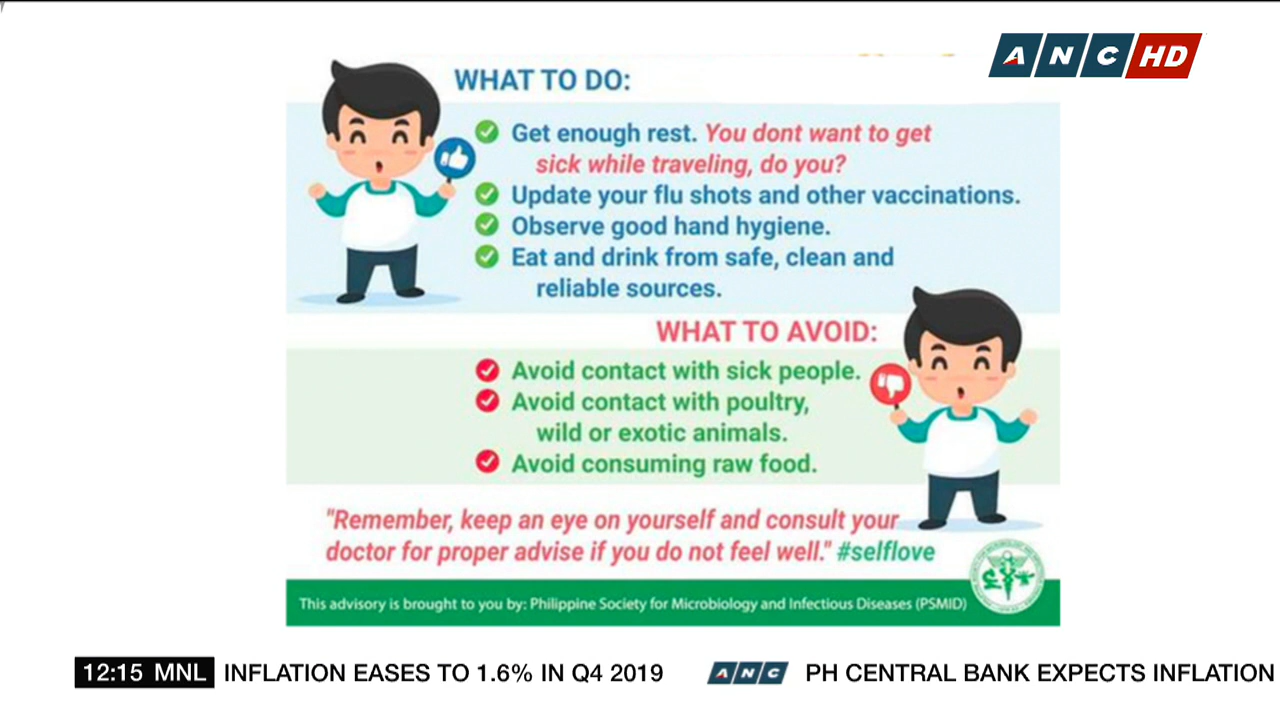 ANC HD
WHAT TO DO:
Get enough rest. You dont want to get
sick while traveling, do you?
Update your flu shots and other vaccinations.
Observe good hand hygiene.
Eat and drink from safe, clean and
reliable sources.
WHAT TO AVOID:
Avoid contact with sick people.
Avoid contact with poultry,
wild or exotic animals.
Avoid consuming raw food.
"Remember, keep an eye on yourself and consult your
doctor for proper advise if you do not feel well." #selflove
This advisory is brought to you by: Philippine Society for Microbiology and Infectious Diseases (PSMID)
12:15 MNL INFLATION EASES TO 1.6% IN Q4 2019 ANC PH CENTRAL BANK EXPECTS INFLATION